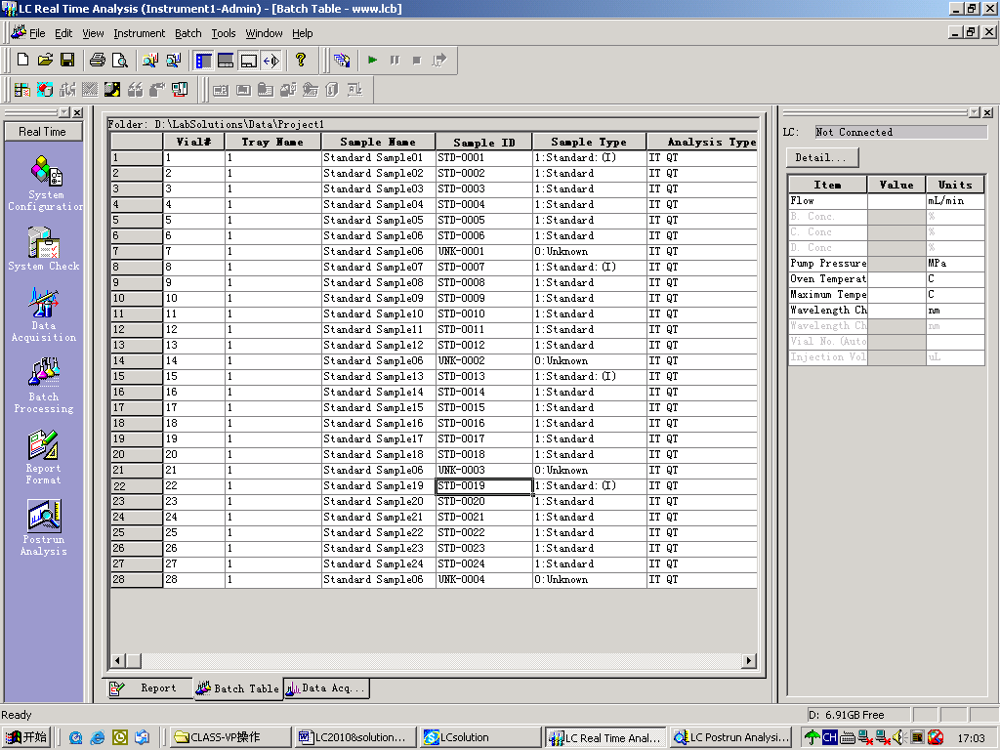 LC Real Time Analysis (Instrument1-Admin) - [Batch Table - www.lcb]
File Edit View Instrument Batch Tools Window Help
Real Time
System Configuration
System Check
Data Acquisition
Batch Processing
Report Format
Postrun Analysis
Folder: D:\LabSolutions\Data\Project1
Vial# Tray Name Sample Name Sample ID Sample Type Analysis Type
1 1 1 Standard Sample01 STD-0001 1:Standard:(I) IT QT
2 2 1 Standard Sample02 STD-0002 1:Standard IT QT
3 3 1 Standard Sample03 STD-0003 1:Standard IT QT
4 4 1 Standard Sample04 STD-0004 1:Standard IT QT
5 5 1 Standard Sample05 STD-0005 1:Standard IT QT
6 6 1 Standard Sample06 STD-0006 1:Standard IT QT
7 7 1 Standard Sample06 UNK-0001 0:Unknown IT QT
8 8 1 Standard Sample07 STD-0007 1:Standard:(I) IT QT
9 9 1 Standard Sample08 STD-0008 1:Standard IT QT
10 10 1 Standard Sample09 STD-0009 1:Standard IT QT
11 11 1 Standard Sample10 STD-0010 1:Standard IT QT
12 12 1 Standard Sample11 STD-0011 1:Standard IT QT
13 13 1 Standard Sample12 STD-0012 1:Standard IT QT
14 14 1 Standard Sample06 UNK-0002 0:Unknown IT QT
15 15 1 Standard Sample13 STD-0013 1:Standard:(I) IT QT
16 16 1 Standard Sample14 STD-0014 1:Standard IT QT
17 17 1 Standard Sample15 STD-0015 1:Standard IT QT
18 18 1 Standard Sample16 STD-0016 1:Standard IT QT
19 19 1 Standard Sample17 STD-0017 1:Standard IT QT
20 20 1 Standard Sample18 STD-0018 1:Standard IT QT
21 21 1 Standard Sample06 UNK-0003 0:Unknown IT QT
22 22 1 Standard Sample19 STD-0019 1:Standard:(I) IT QT
23 23 1 Standard Sample20 STD-0020 1:Standard IT QT
24 24 1 Standard Sample21 STD-0021 1:Standard IT QT
25 25 1 Standard Sample22 STD-0022 1:Standard IT QT
26 26 1 Standard Sample23 STD-0023 1:Standard IT QT
27 27 1 Standard Sample24 STD-0024 1:Standard IT QT
28 28 1 Standard Sample06 UNK-0004 0:Unknown IT QT
Report Batch Table Data Acq...
LC: Not Connected
Detail...
Item Value Units
Flow mL/min
B. Conc. %
C. Conc %
D. Conc %
Pump Pressure MPa
Oven Temperat C
Maximum Tempe C
Wavelength Ch nm
Wavelength Ch nm
Vial No.(Auto
Injection Vol uL
Ready D: 6.91GB Free
开始 CLASS-VP操作 LC2010&solution... LCsolution LC Real Time Anal... LC Postrun Analysi... CH 17:03